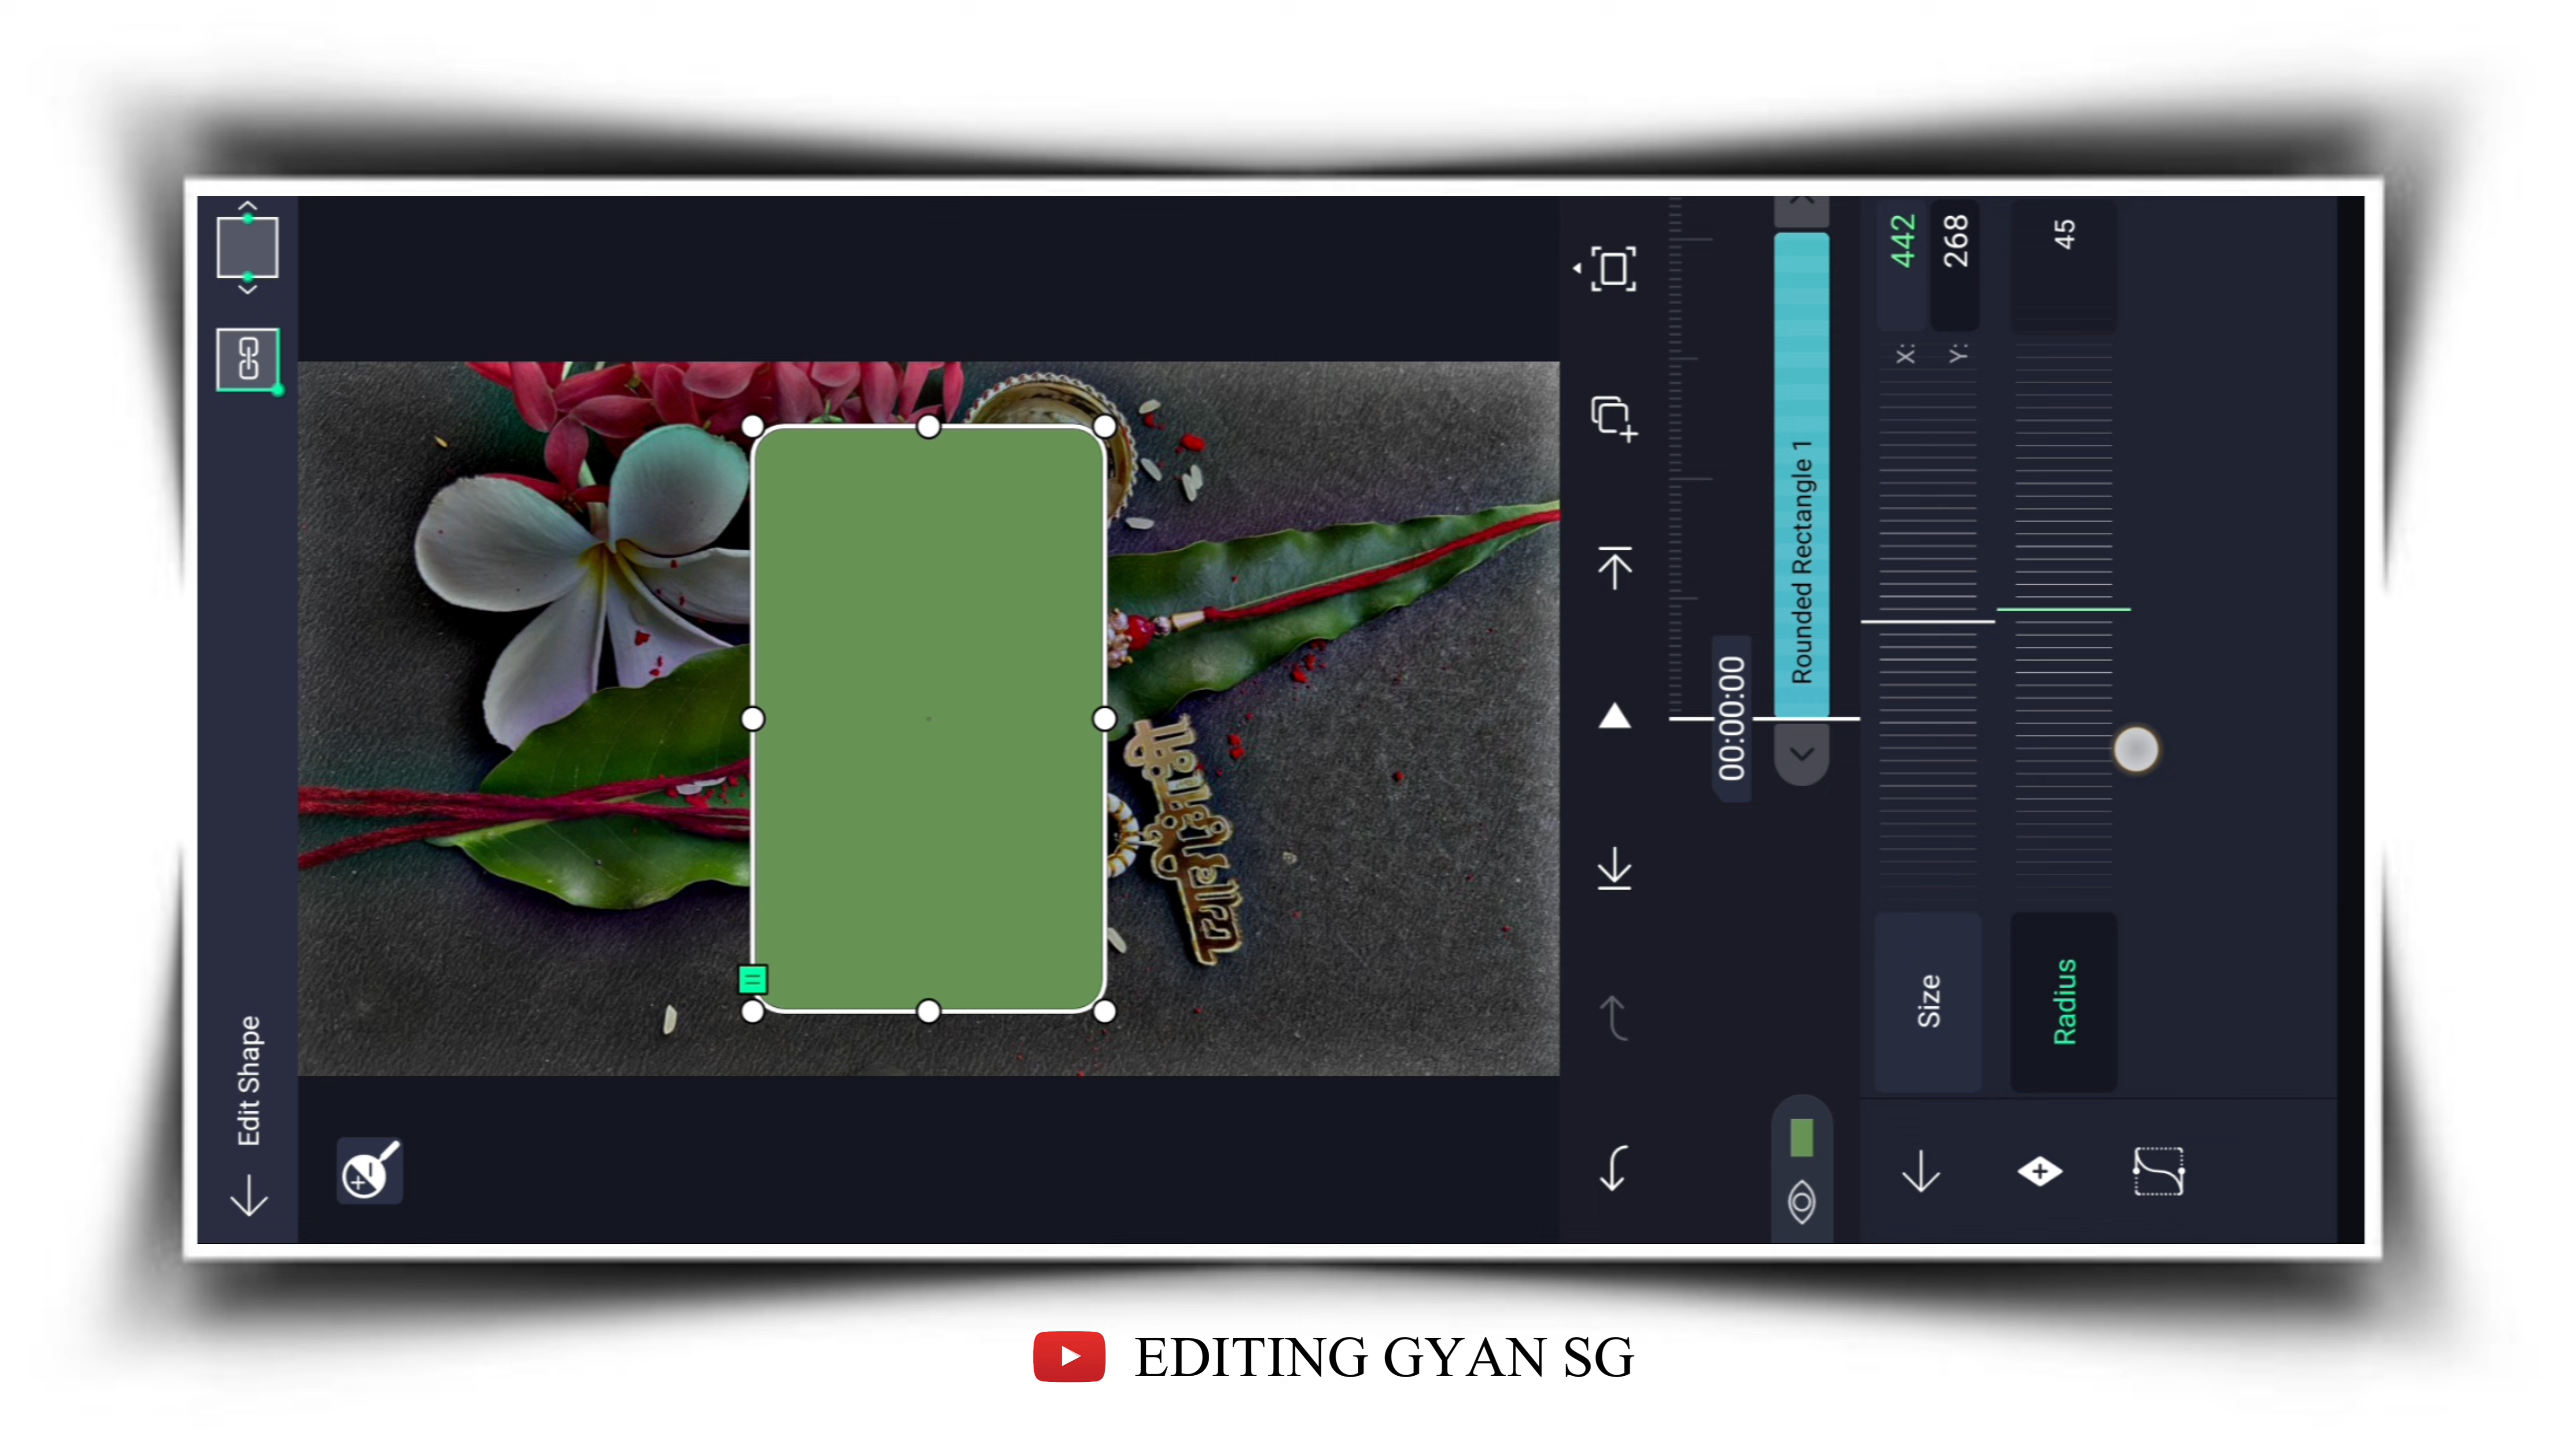 Edit Shape
प्यारी मामी
00:00:00
Rounded Rectangle 1
Size
X: 442
Y: 268
Radius
45
EDITING GYAN SG